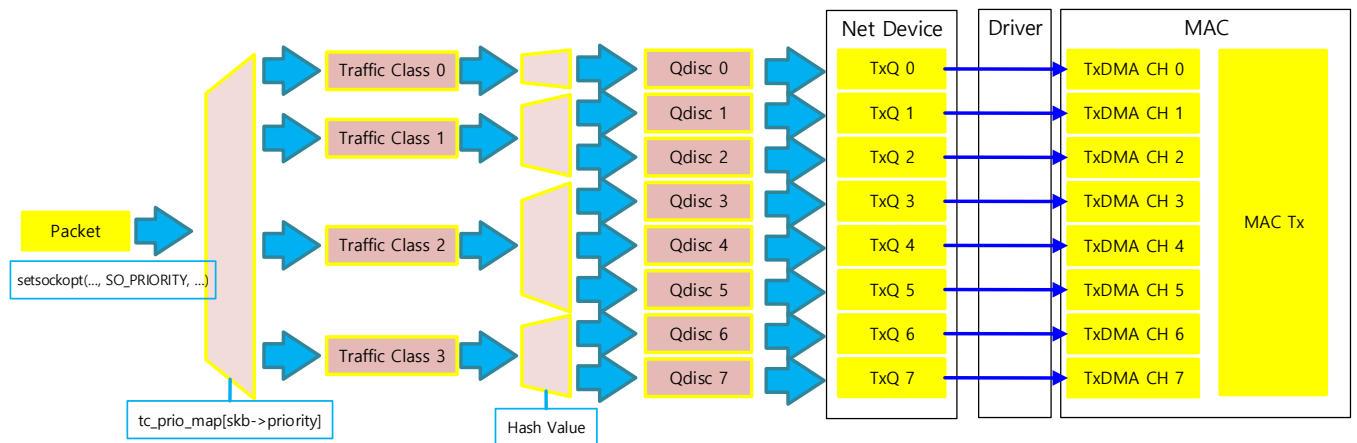 Net Device
Driver
MAC
Packet
setsockopt(..., SO_PRIORITY, ...)
tc_prio_map[skb->priority]
Traffic Class 0
Traffic Class 1
Traffic Class 2
Traffic Class 3
Hash Value
Qdisc 0
Qdisc 1
Qdisc 2
Qdisc 3
Qdisc 4
Qdisc 5
Qdisc 6
Qdisc 7
TxQ 0
TxQ 1
TxQ 2
TxQ 3
TxQ 4
TxQ 5
TxQ 6
TxQ 7
TxDMA CH 0
TxDMA CH 1
TxDMA CH 2
TxDMA CH 3
TxDMA CH 4
TxDMA CH 5
TxDMA CH 6
TxDMA CH 7
MAC Tx